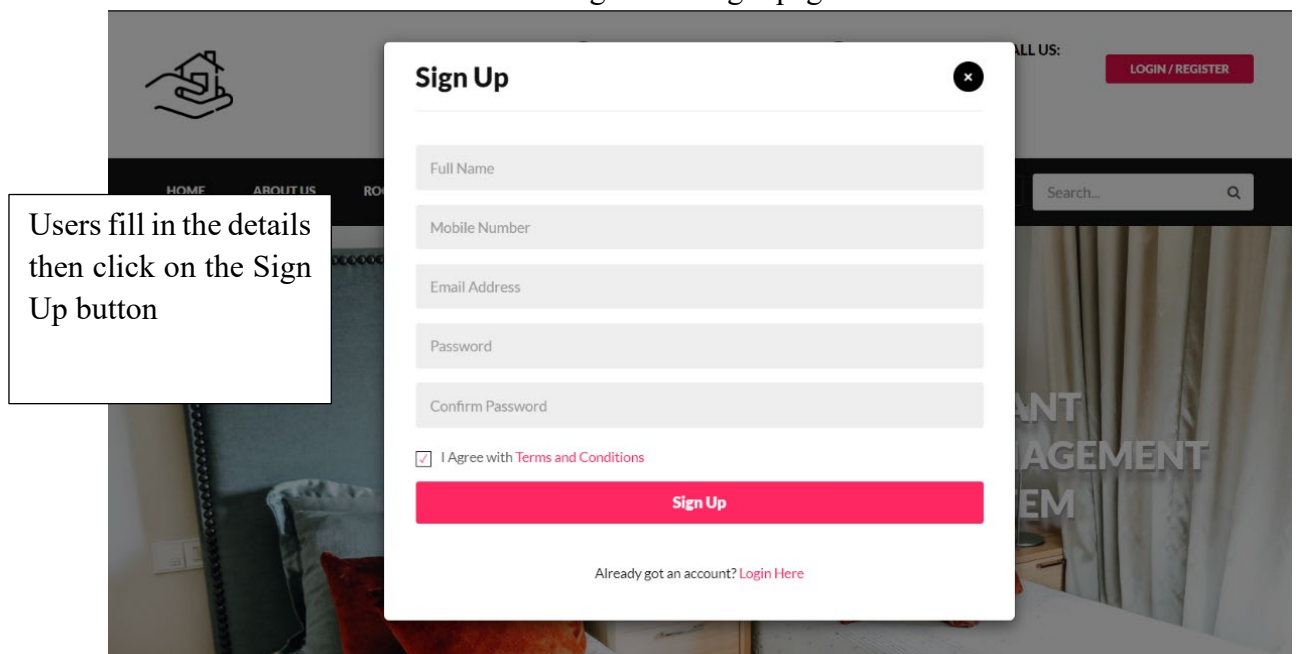 Sign Up
×
ALL US:
LOGIN / REGISTER
Full Name
HOME ABOUT US
Search...
Users fill in the details
then click on the Sign
Up button
Mobile Number
Email Address
Password
Confirm Password
I Agree with Terms and Conditions
AGEMENT
Sign Up
Already got an account? Login Here